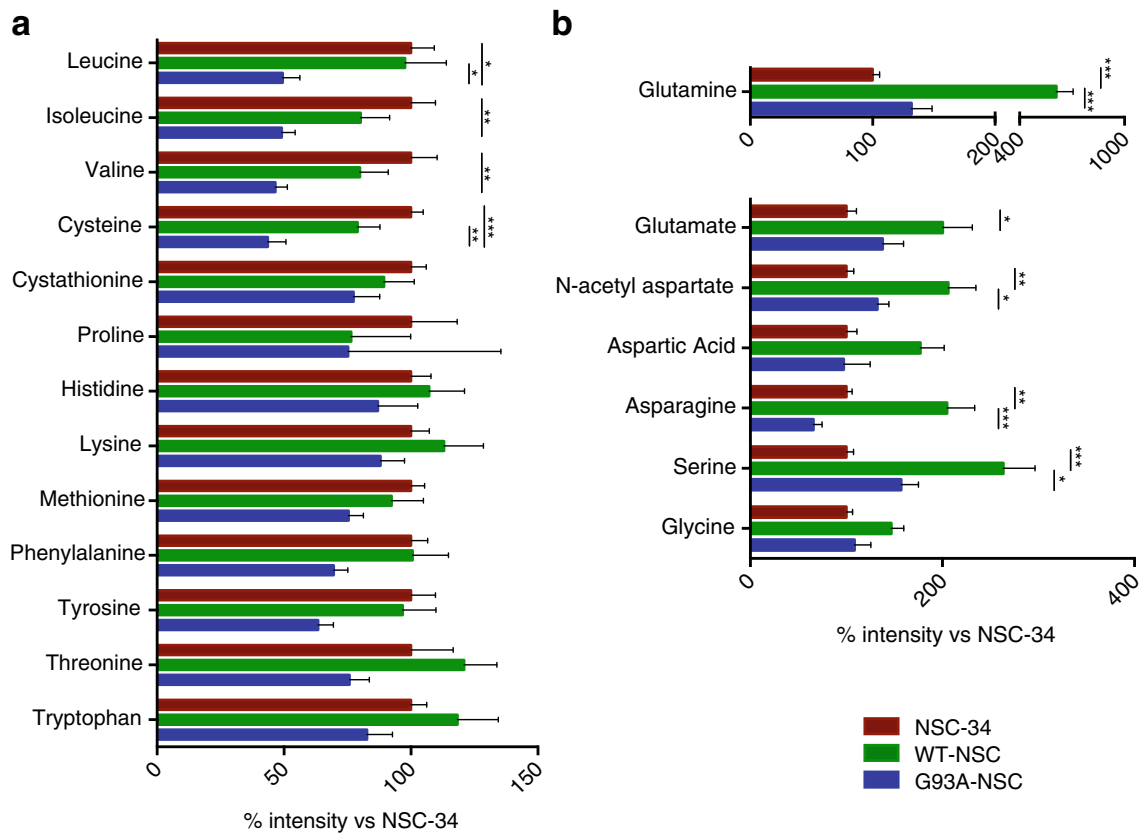 a
Leucine
*
*
Isoleucine
**
Valine
**
Cysteine
***
**
Cystathionine
Proline
Histidine
Lysine
Methionine
Phenylalanine
Tyrosine
Threonine
Tryptophan
0
50
100
150
% intensity vs NSC-34
b
Glutamine
***
***
0
100
200
400
1000
Glutamate
*
N-acetyl aspartate
**
*
Aspartic Acid
Asparagine
**
***
Serine
***
*
Glycine
0
200
400
% intensity vs NSC-34
NSC-34
WT-NSC
G93A-NSC